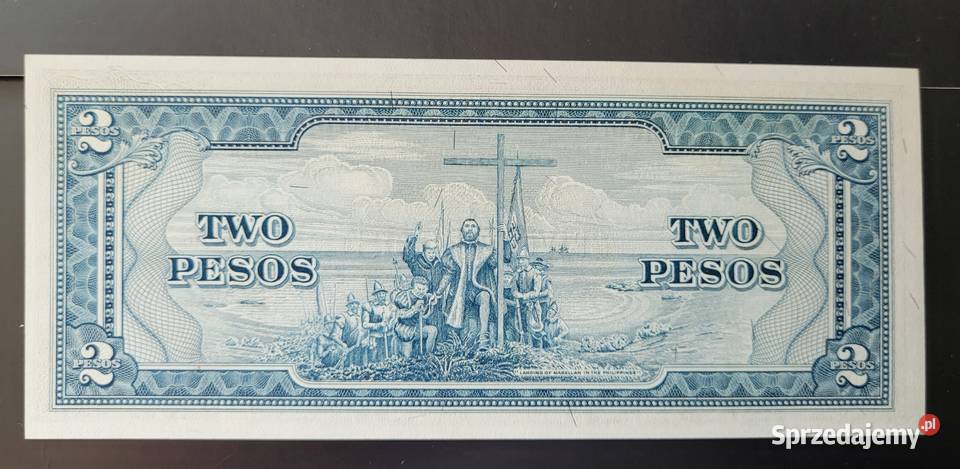 2
PESOS
2
PESOS
TWO
PESOS
TWO
PESOS
2
PESOS
2
PESOS
LANDING OF MAGELLAN IN THE PHILIPPINES
Sprzedajemy.pl